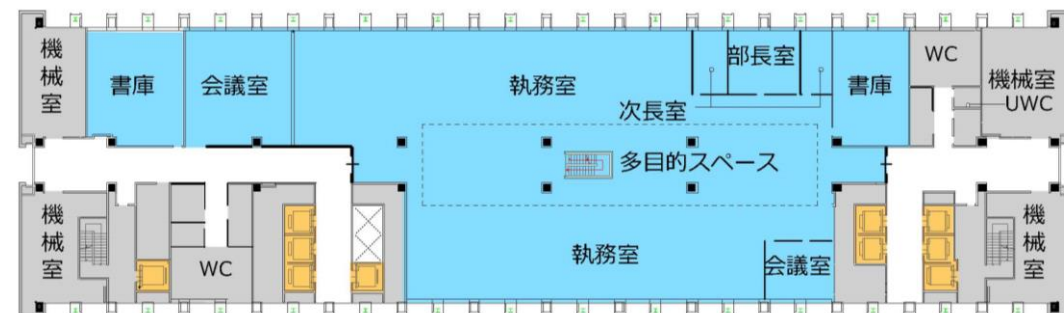 機械室
書庫
会議室
執務室
部長室
次長室
書庫
WC
機械室
UWC
多目的スペース
機械室
WC
執務室
会議室
機械室